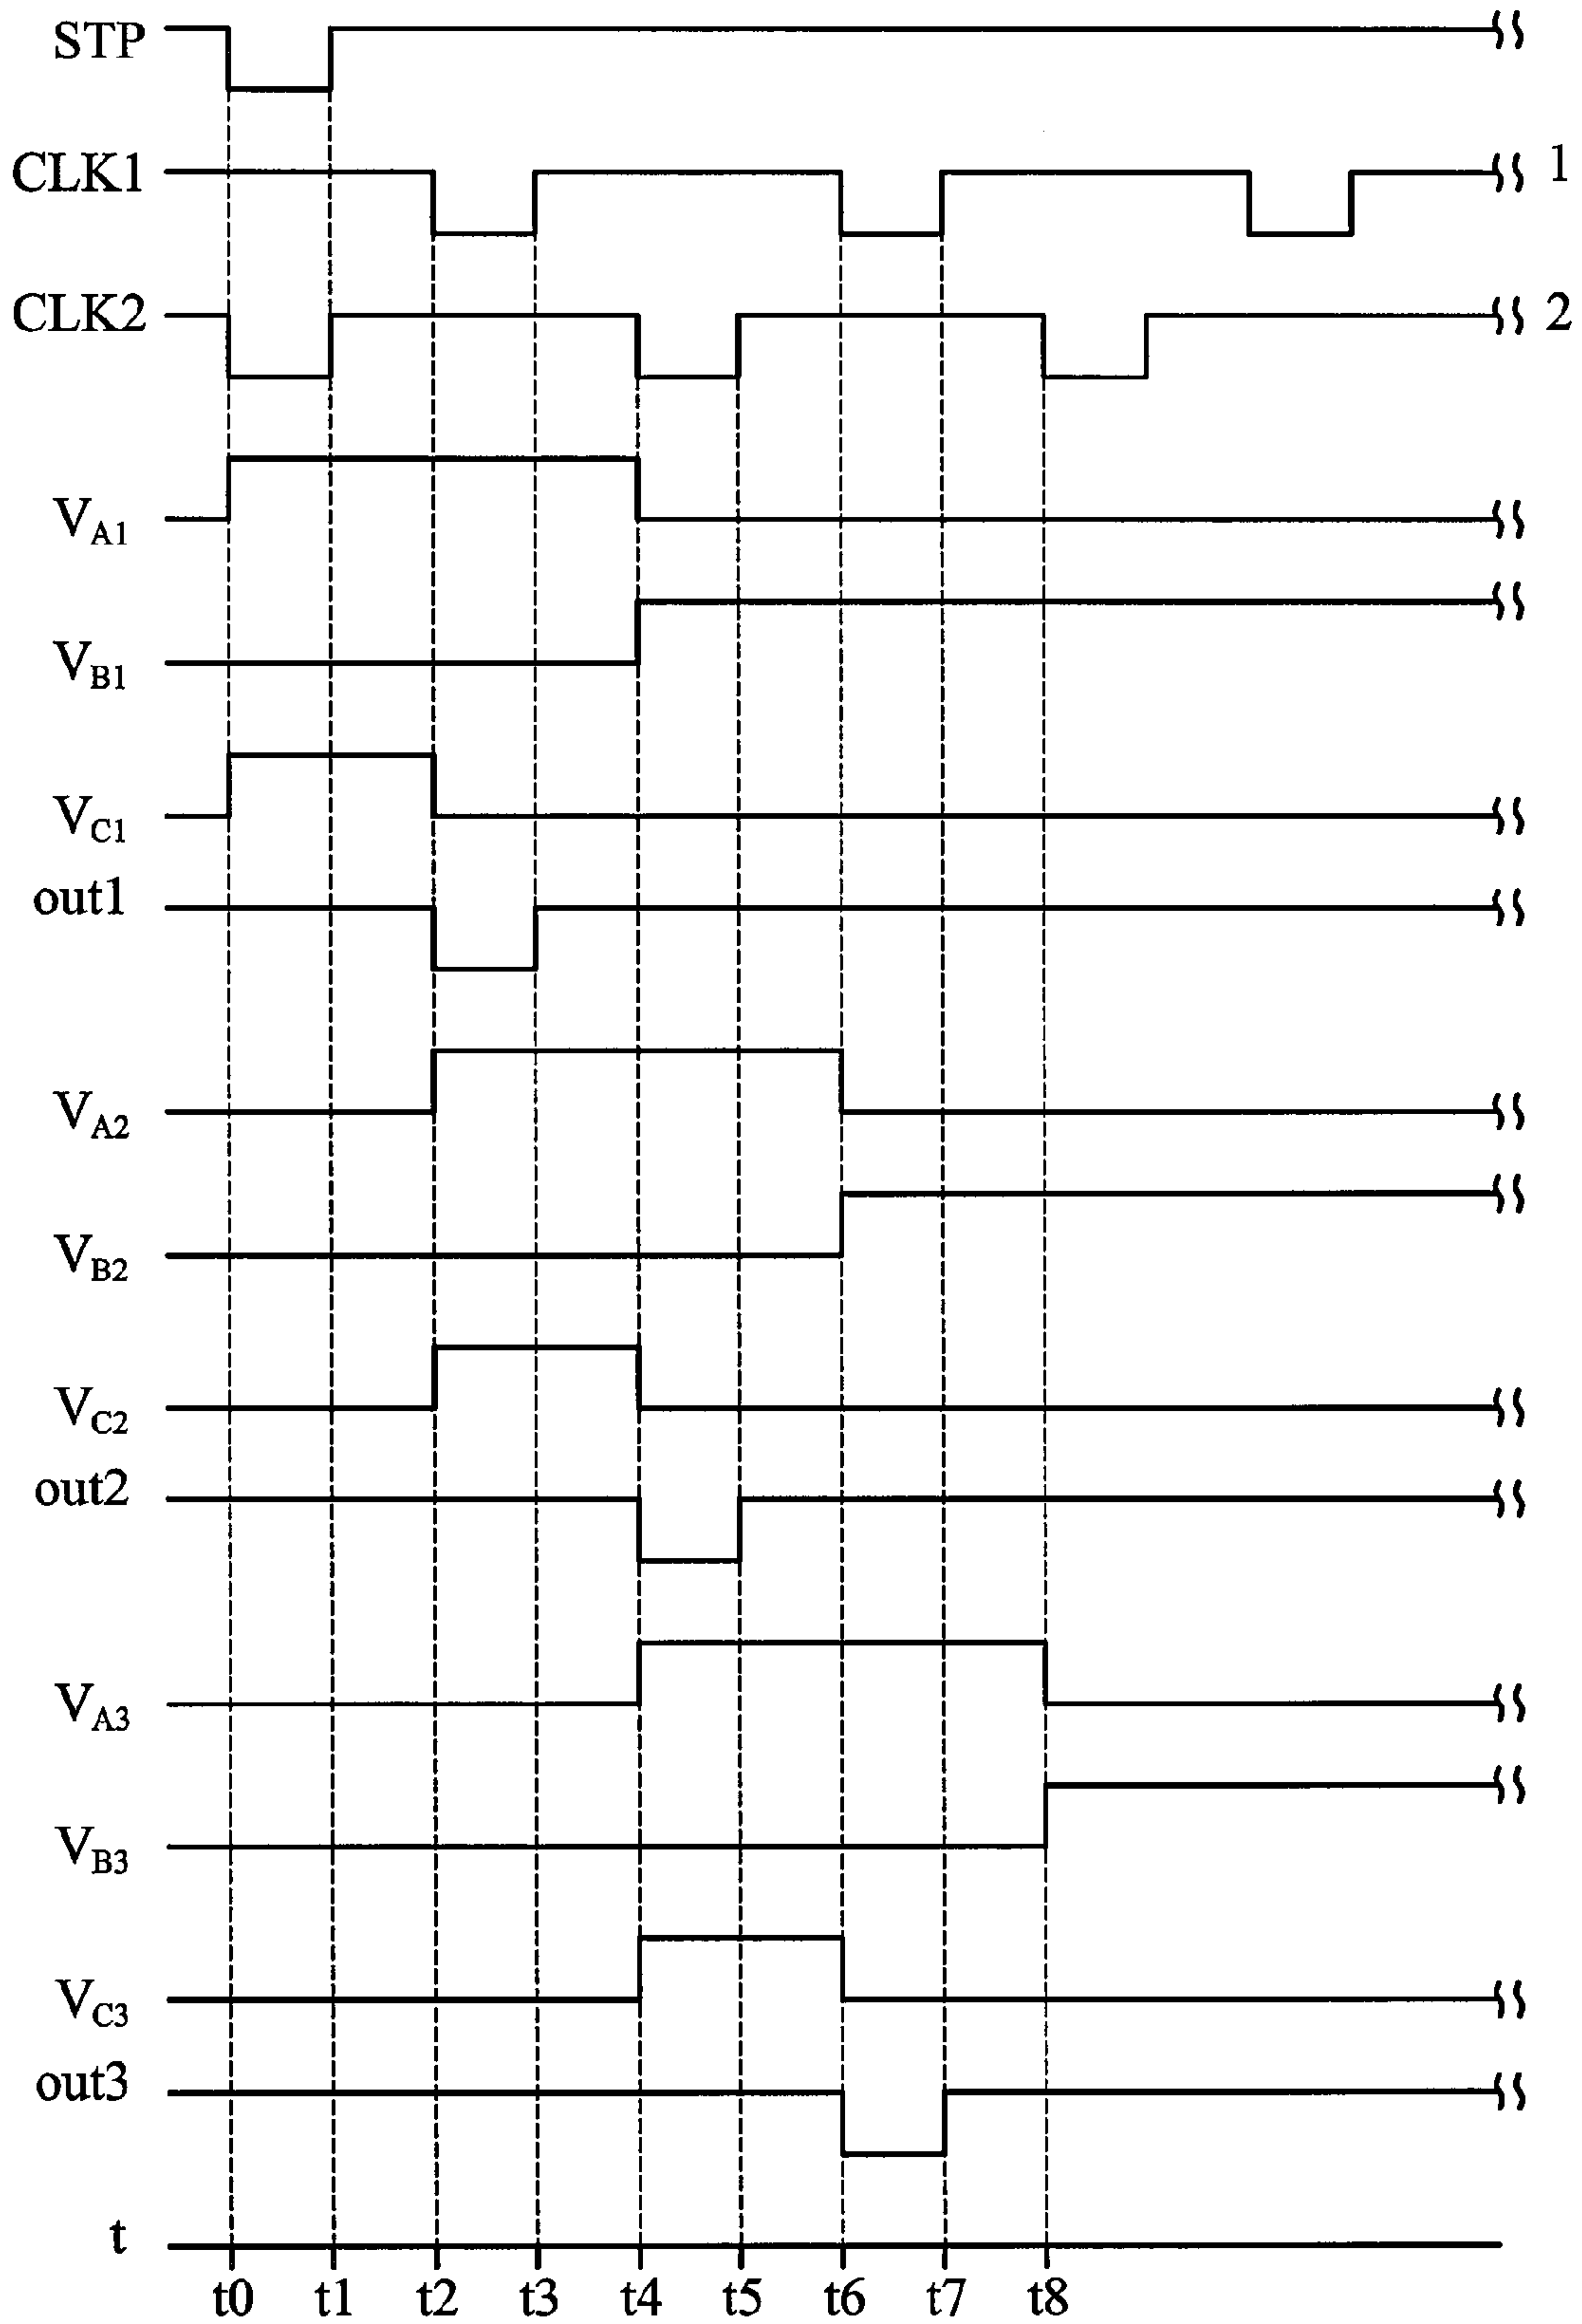 STP
CLK1 1
CLK2 2
VA1
VB1
VC1
out1
VA2
VB2
VC2
out2
VA3
VB3
VC3
out3
t
t0 t1 t2 t3 t4 t5 t6 t7 t8